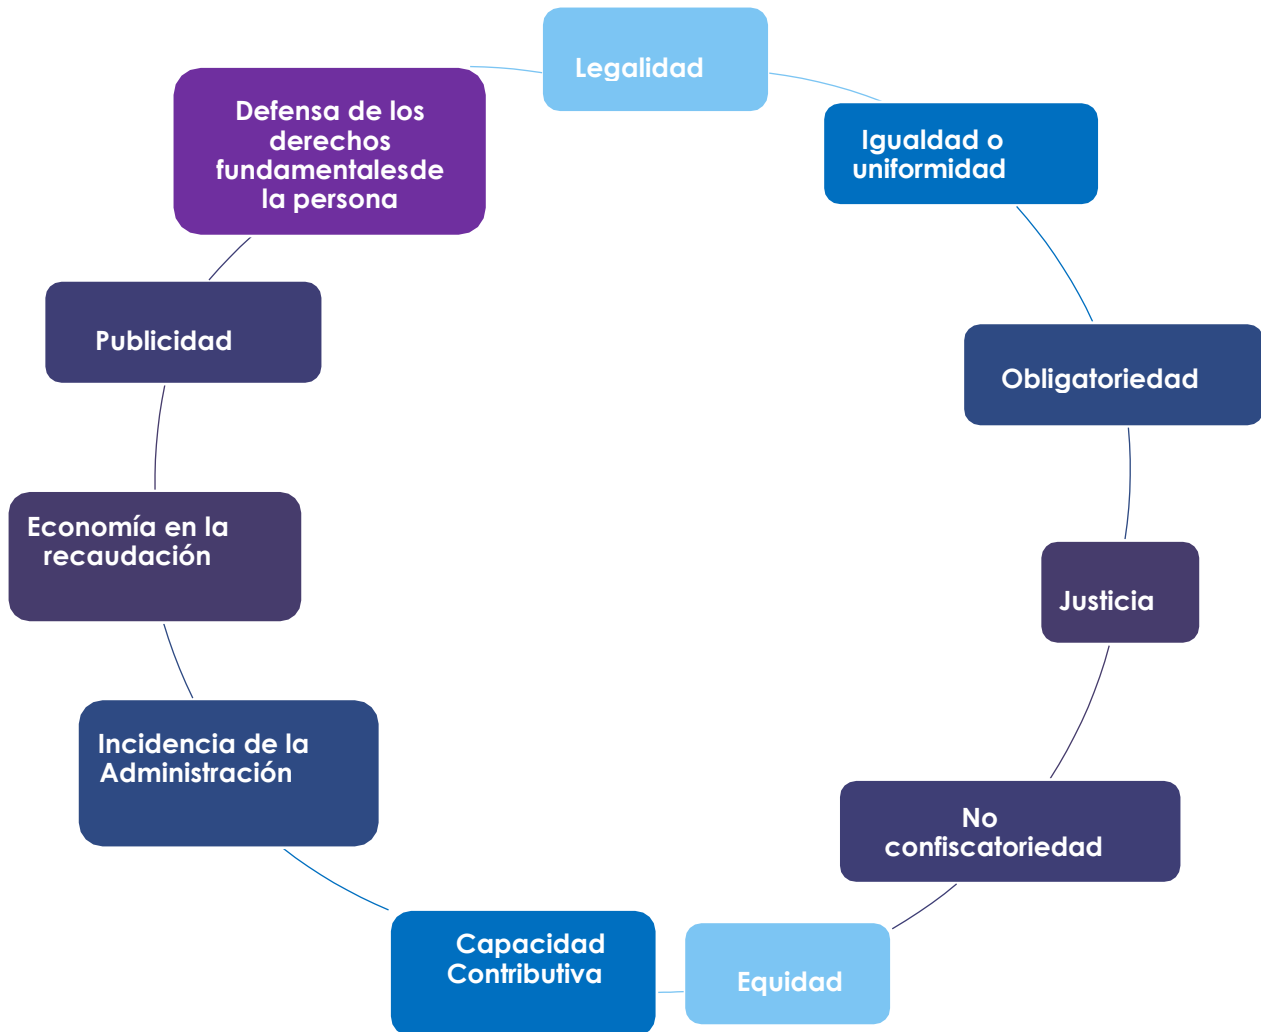 Legalidad
Igualdad o
uniformidad
Obligatoriedad
Justicia
No
confiscatoriedad
Equidad
Capacidad
Contributiva
Incidencia de la
Administración
Economía en la
recaudación
Publicidad
Defensa de los
derechos
fundamentalesde
la persona